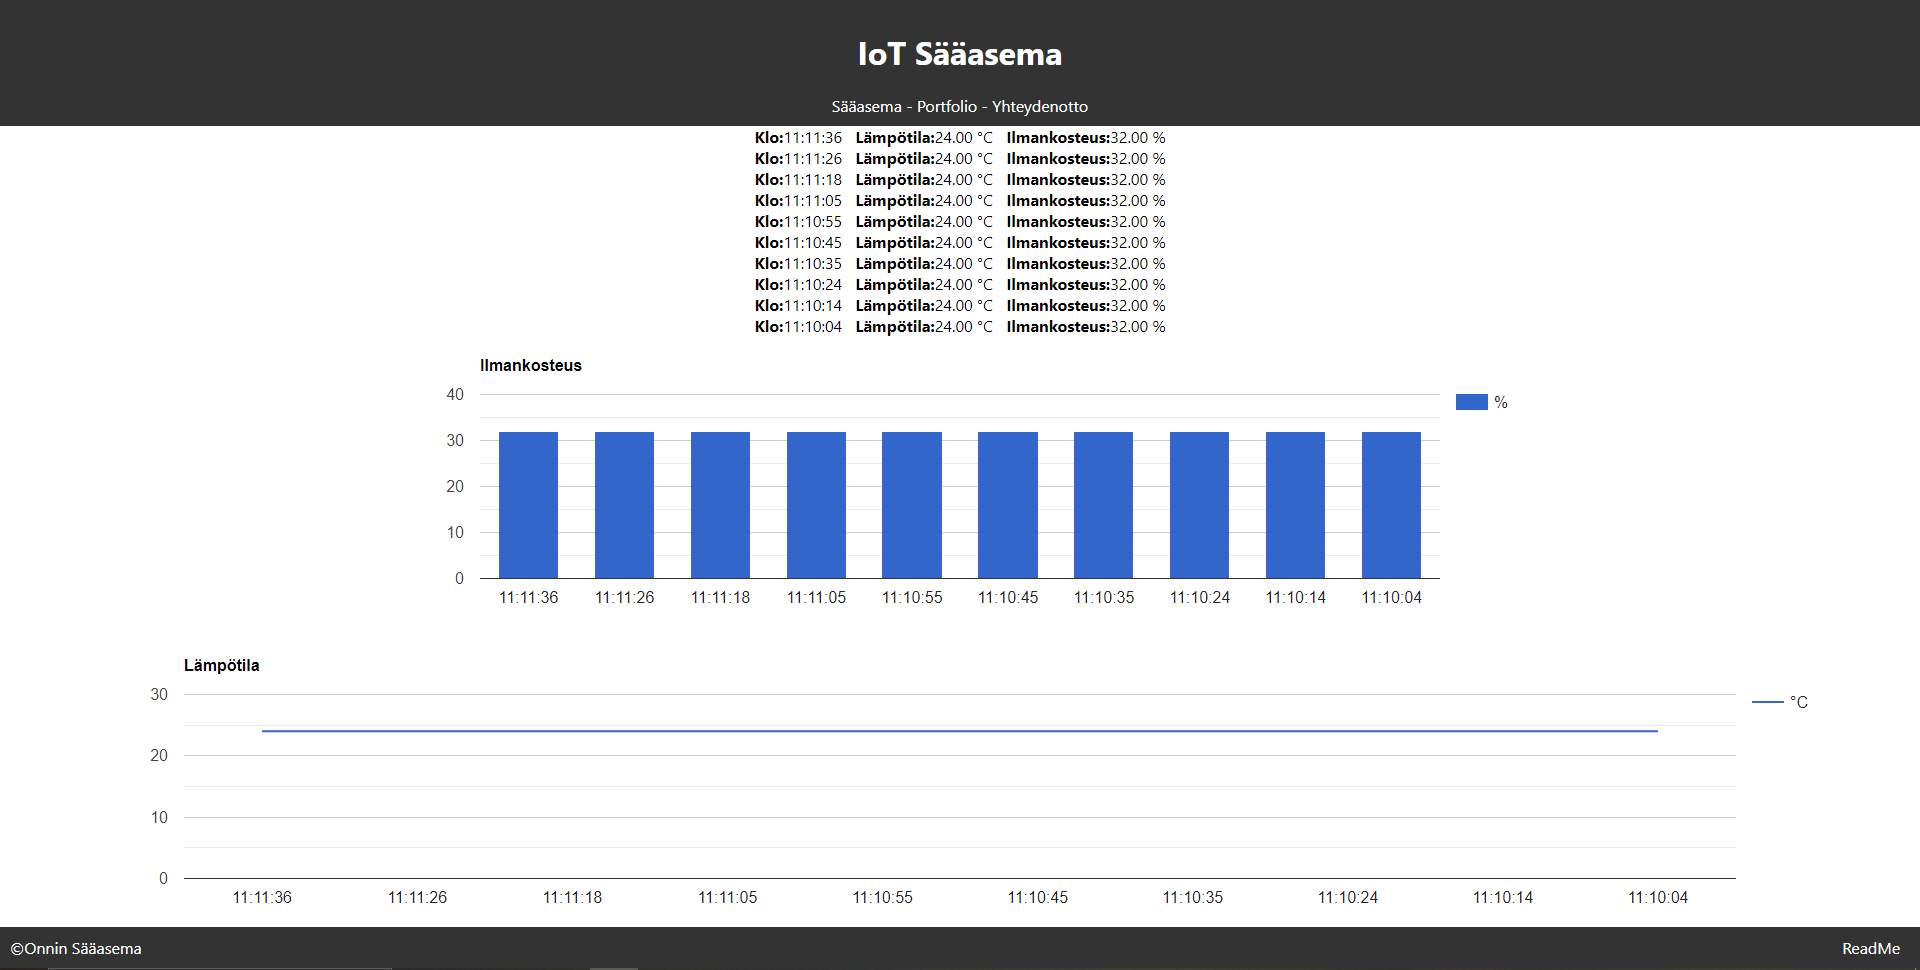 IoT Sääasema
Sääasema - Portfolio - Yhteydenotto
Klo:11:11:36 Lämpötila:24.00 °C Ilmankosteus:32.00 %
Klo:11:11:26 Lämpötila:24.00 °C Ilmankosteus:32.00 %
Klo:11:11:18 Lämpötila:24.00 °C Ilmankosteus:32.00 %
Klo:11:11:05 Lämpötila:24.00 °C Ilmankosteus:32.00 %
Klo:11:10:55 Lämpötila:24.00 °C Ilmankosteus:32.00 %
Klo:11:10:45 Lämpötila:24.00 °C Ilmankosteus:32.00 %
Klo:11:10:35 Lämpötila:24.00 °C Ilmankosteus:32.00 %
Klo:11:10:24 Lämpötila:24.00 °C Ilmankosteus:32.00 %
Klo:11:10:14 Lämpötila:24.00 °C Ilmankosteus:32.00 %
Klo:11:10:04 Lämpötila:24.00 °C Ilmankosteus:32.00 %
Ilmankosteus
40
%
30
20
10
0
11:11:36 11:11:26 11:11:18 11:11:05 11:10:55 11:10:45 11:10:35 11:10:24 11:10:14 11:10:04
Lämpötila
30
°C
20
10
0
11:11:36 11:11:26 11:11:18 11:11:05 11:10:55 11:10:45 11:10:35 11:10:24 11:10:14 11:10:04
©Onnin Sääasema ReadMe